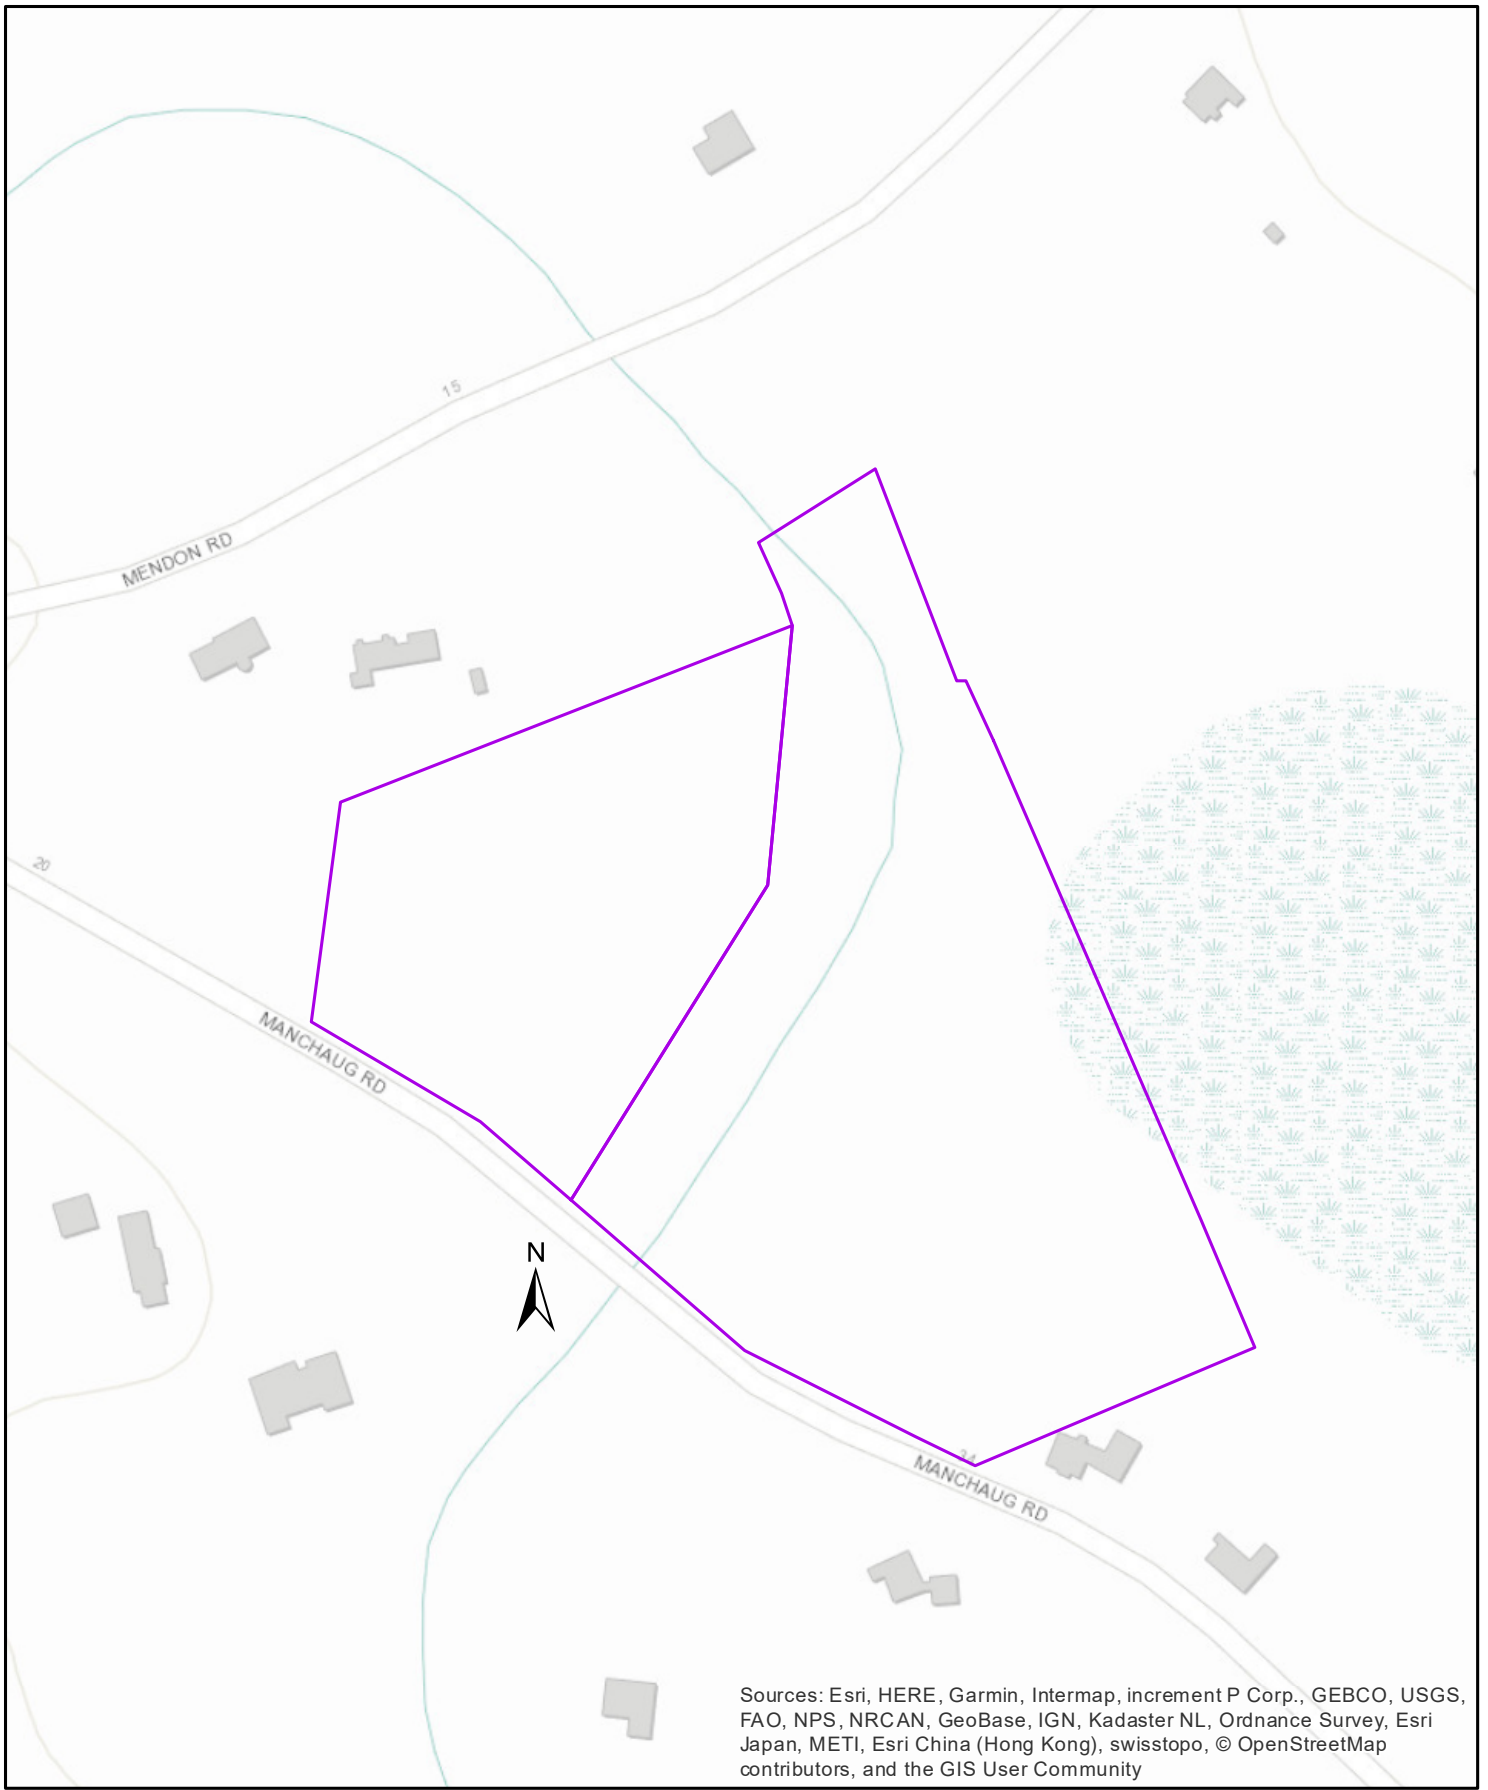 15
MENDON RD
20
MANCHAUG RD
N
MANCHAUG RD
Sources: Esri, HERE, Garmin, Intermap, increment P Corp., GEBCO, USGS,
FAO, NPS, NRCAN, GeoBase, IGN, Kadaster NL, Ordnance Survey, Esri
Japan, METI, Esri China (Hong Kong), swisstopo, © OpenStreetMap
contributors, and the GIS User Community